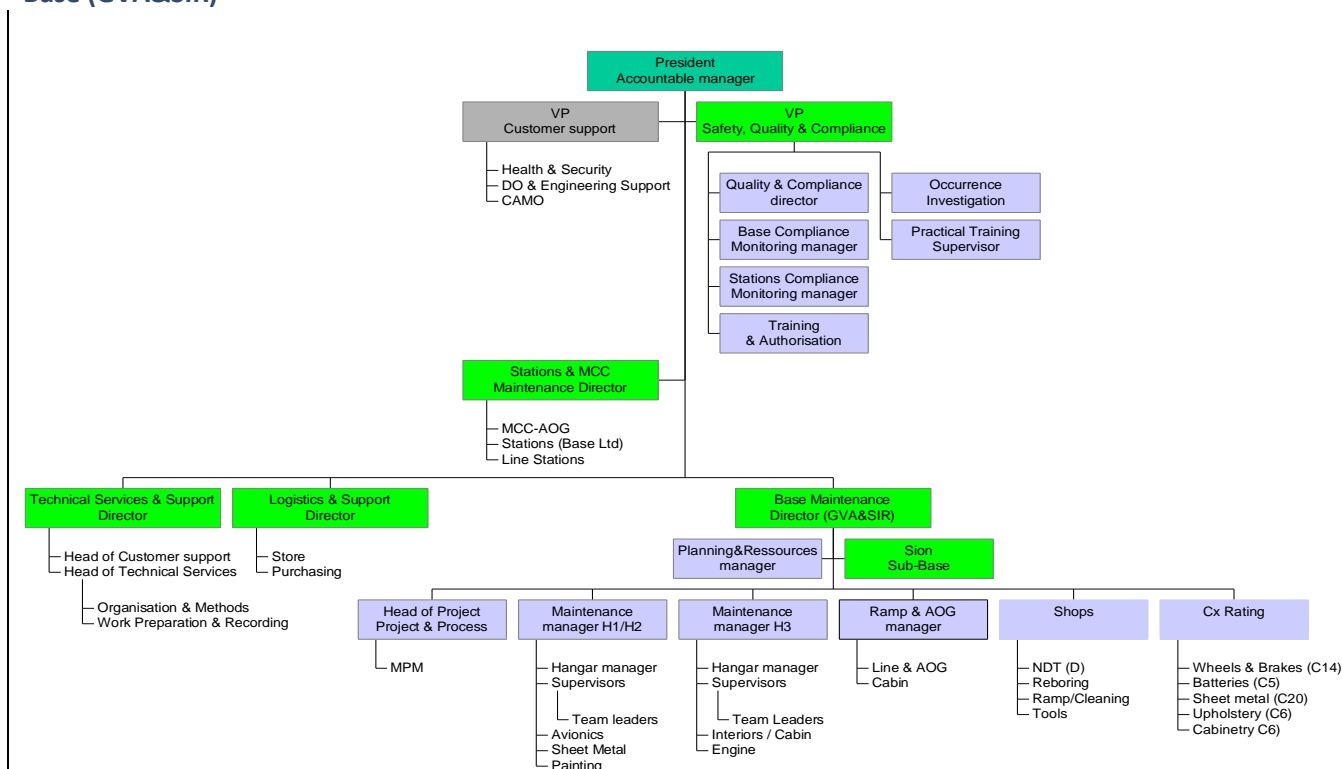 Base (GVA&SIR)
President
Accountable manager
VP
Customer support
VP
Safety, Quality & Compliance
Health & Security
DO & Engineering Support
CAMO
Quality & Compliance
director
Occurrence
Investigation
Base Compliance
Monitoring manager
Practical Training
Supervisor
Stations Compliance
Monitoring manager
Training
& Authorisation
Stations & MCC
Maintenance Director
MCC-AOG
Stations (Base Ltd)
Line Stations
Technical Services & Support
Director
Logistics & Support
Director
Base Maintenance
Director (GVA&SIR)
Head of Customer support
Head of Technical Services
Organisation & Methods
Work Preparation & Recording
Store
Purchasing
Planning&Ressources
manager
Sion
Sub-Base
Head of Project
Project & Process
Maintenance
manager H1/H2
Maintenance
manager H3
Ramp & AOG
manager
Shops
Cx Rating
MPM
Hangar manager
Supervisors
Team leaders
Avionics
Sheet Metal
Painting
Hangar manager
Supervisors
Team Leaders
Interiors / Cabin
Engine
Line & AOG
Cabin
NDT (D)
Reboring
Ramp/Cleaning
Tools
Wheels & Brakes (C14)
Batteries (C5)
Sheet metal (C20)
Upholstery (C6)
Cabinetry C6)